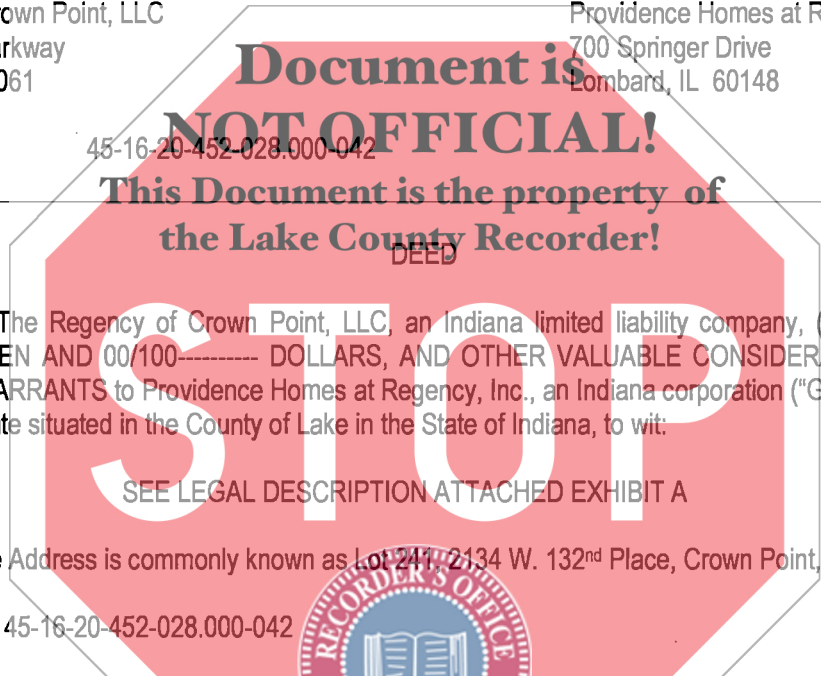 own Point, LLC
Providence Homes at R
rkway
700 Springer Drive
061
Lombard, IL 60148
Document is
NOT OFFICIAL!
45-16-20-452-028.000-042
This Document is the property of
the Lake County Recorder!
DEED
The Regency of Crown Point, LLC, an Indiana limited liability company, (
EN AND 00/100---------- DOLLARS, AND OTHER VALUABLE CONSIDER
ARRANTS to Providence Homes at Regency, Inc., an Indiana corporation ("G
te situated in the County of Lake in the State of Indiana, to wit:
STOP
SEE LEGAL DESCRIPTION ATTACHED EXHIBIT A
Address is commonly known as Lot 241, 2134 W. 132nd Place, Crown Point,
RECORDER'S OFFICE
45-16-20-452-028.000-042